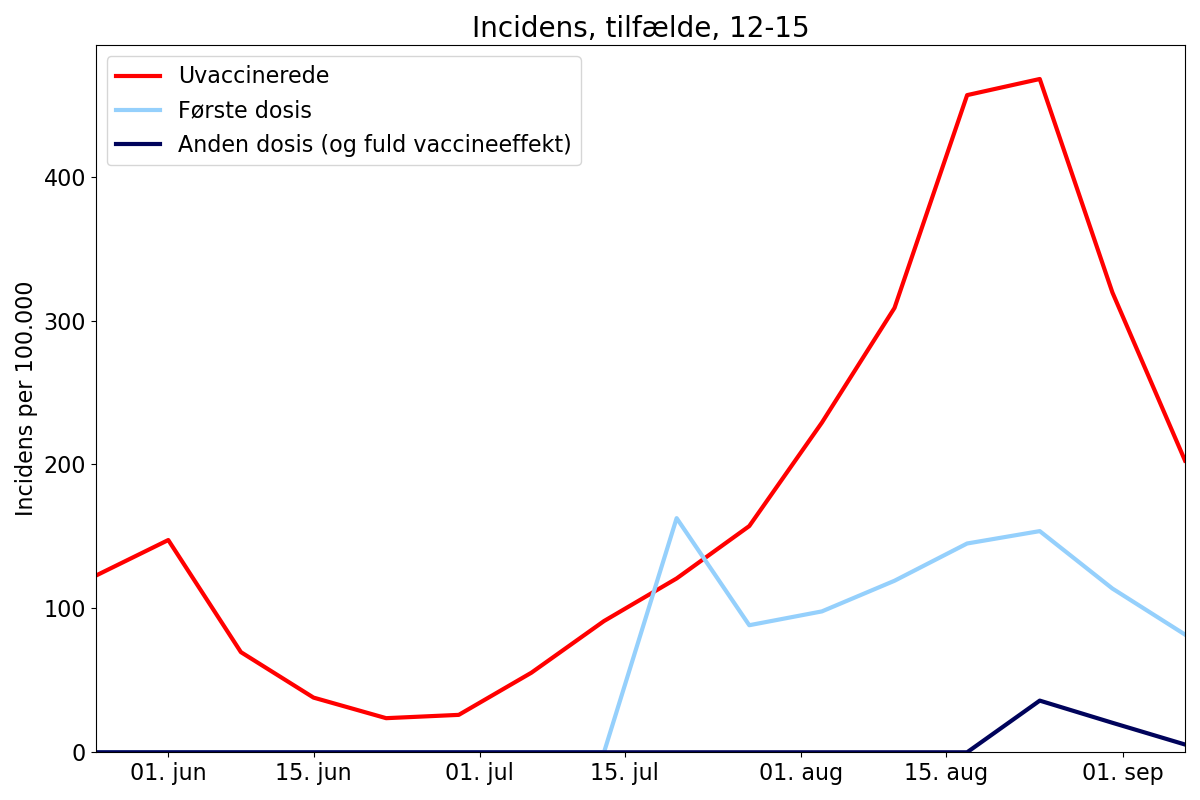 Incidens, tilfælde, 12-15
Uvaccinerede
Første dosis
Anden dosis (og fuld vaccineeffekt)
Incidens per 100.000
400
300
200
100
0
01. jun
15. jun
01. jul
15. jul
01. aug
15. aug
01. sep